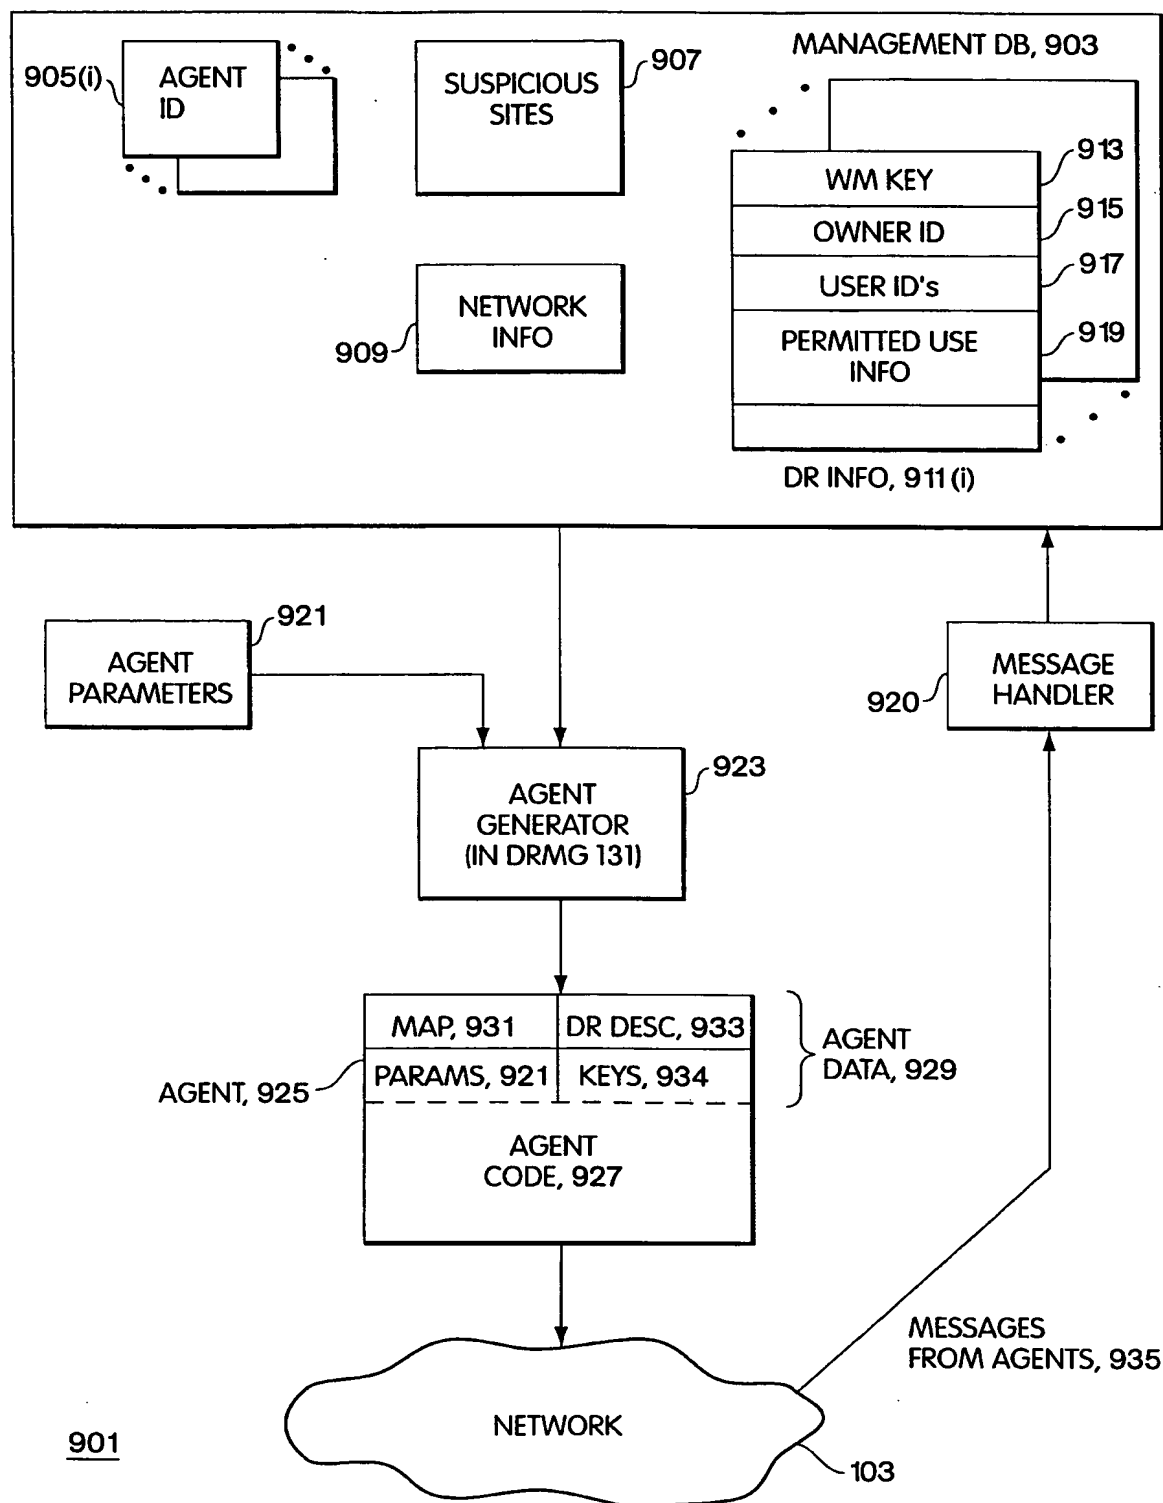 MANAGEMENT DB, 903
905(i)
AGENT
ID
SUSPICIOUS
SITES
907
NETWORK
INFO
909
WM KEY
913
OWNER ID
915
USER ID's
917
PERMITTED USE
INFO
919
DR INFO, 911(i)
AGENT
PARAMETERS
921
MESSAGE
HANDLER
920
AGENT
GENERATOR
(IN DRMG 131)
923
MAP, 931
DR DESC, 933
PARAMS, 921
KEYS, 934
AGENT
DATA, 929
AGENT, 925
AGENT
CODE, 927
MESSAGES
FROM AGENTS, 935
NETWORK
103
901